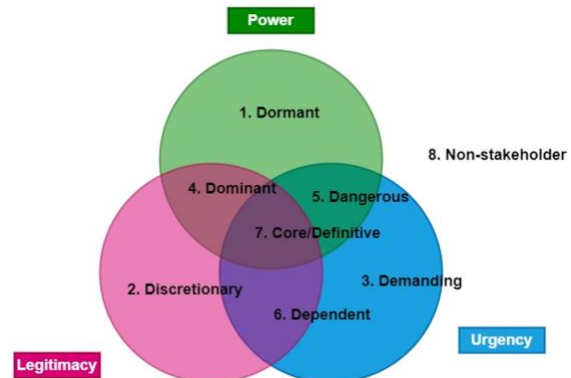 Power
1. Dormant
8. Non-stakeholder
4. Dominant
5. Dangerous
7. Core/Definitive
3. Demanding
2. Discretionary
6. Dependent
Urgency
Legitimacy